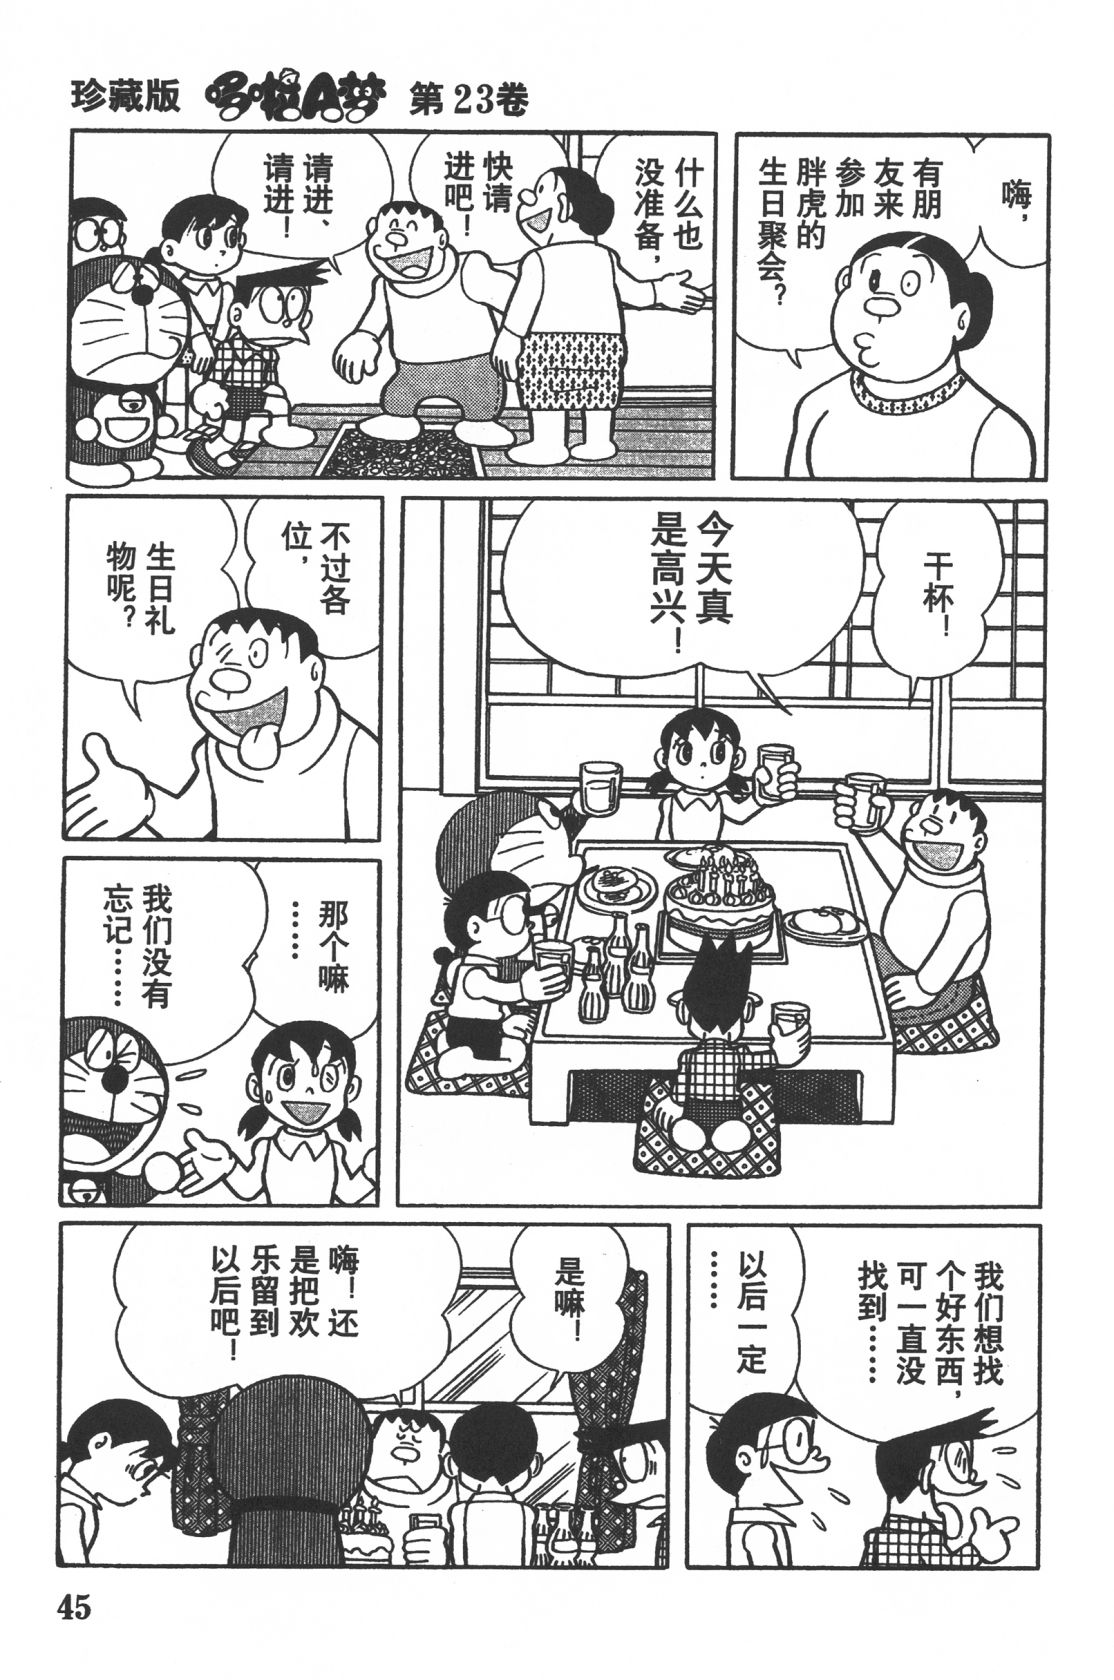 珍藏版 哆啦A梦 第23卷
嗨，
有朋
友来
参加
胖虎的
生日聚会？
什么也
没准备，
快请
进吧！
请进、
请进！
干杯！
今天真
是高兴！
不过各
位，
生日礼
物呢？
那个嘛
……
我们没有
忘记……
我们想找
个好东西，
可一直没
找到……
以后一定
……
是嘛！
嗨！还
是把欢
乐留到
以后吧！
45